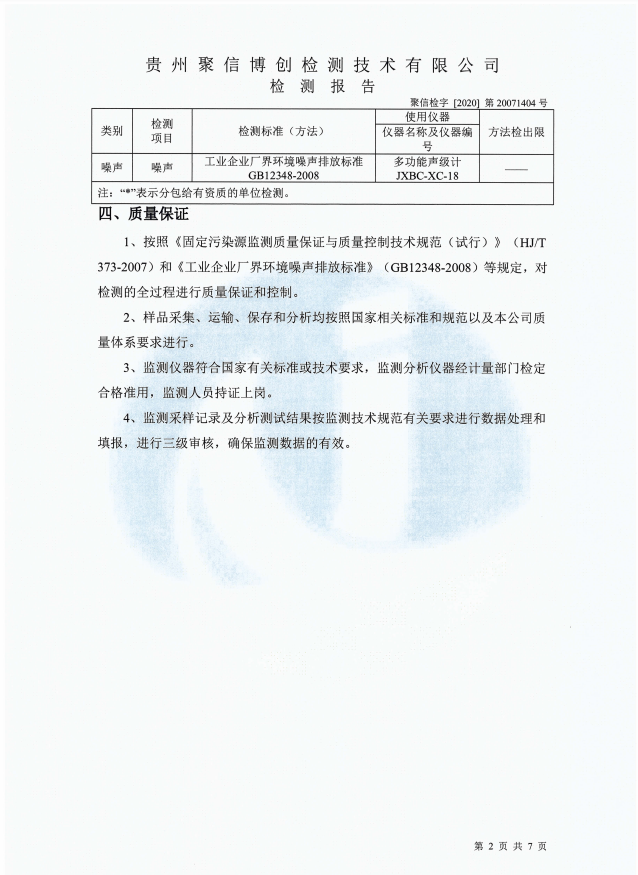 贵州聚信博创检测技术有限公司
检测报告
聚信检字 [2020] 第 20071404 号
类别 检测项目 检测标准（方法） 使用仪器 方法检出限
仪器名称及仪器编号
噪声 噪声 工业企业厂界环境噪声排放标准 多功能声级计 ——
GB12348-2008 JXBC-XC-18
注：“*”表示分包给有资质的单位检测。
四、质量保证
1、按照《固定污染源监测质量保证与质量控制技术规范（试行）》（HJ/T
373-2007）和《工业企业厂界环境噪声排放标准》（GB12348-2008）等规定，对
检测的全过程进行质量保证和控制。
2、样品采集、运输、保存和分析均按照国家相关标准和规范以及本公司质
量体系要求进行。
3、监测仪器符合国家有关标准或技术要求，监测分析仪器经计量部门检定
合格准用，监测人员持证上岗。
4、监测采样记录及分析测试结果按监测技术规范有关要求进行数据处理和
填报，进行三级审核，确保监测数据的有效。
第 2 页 共 7 页